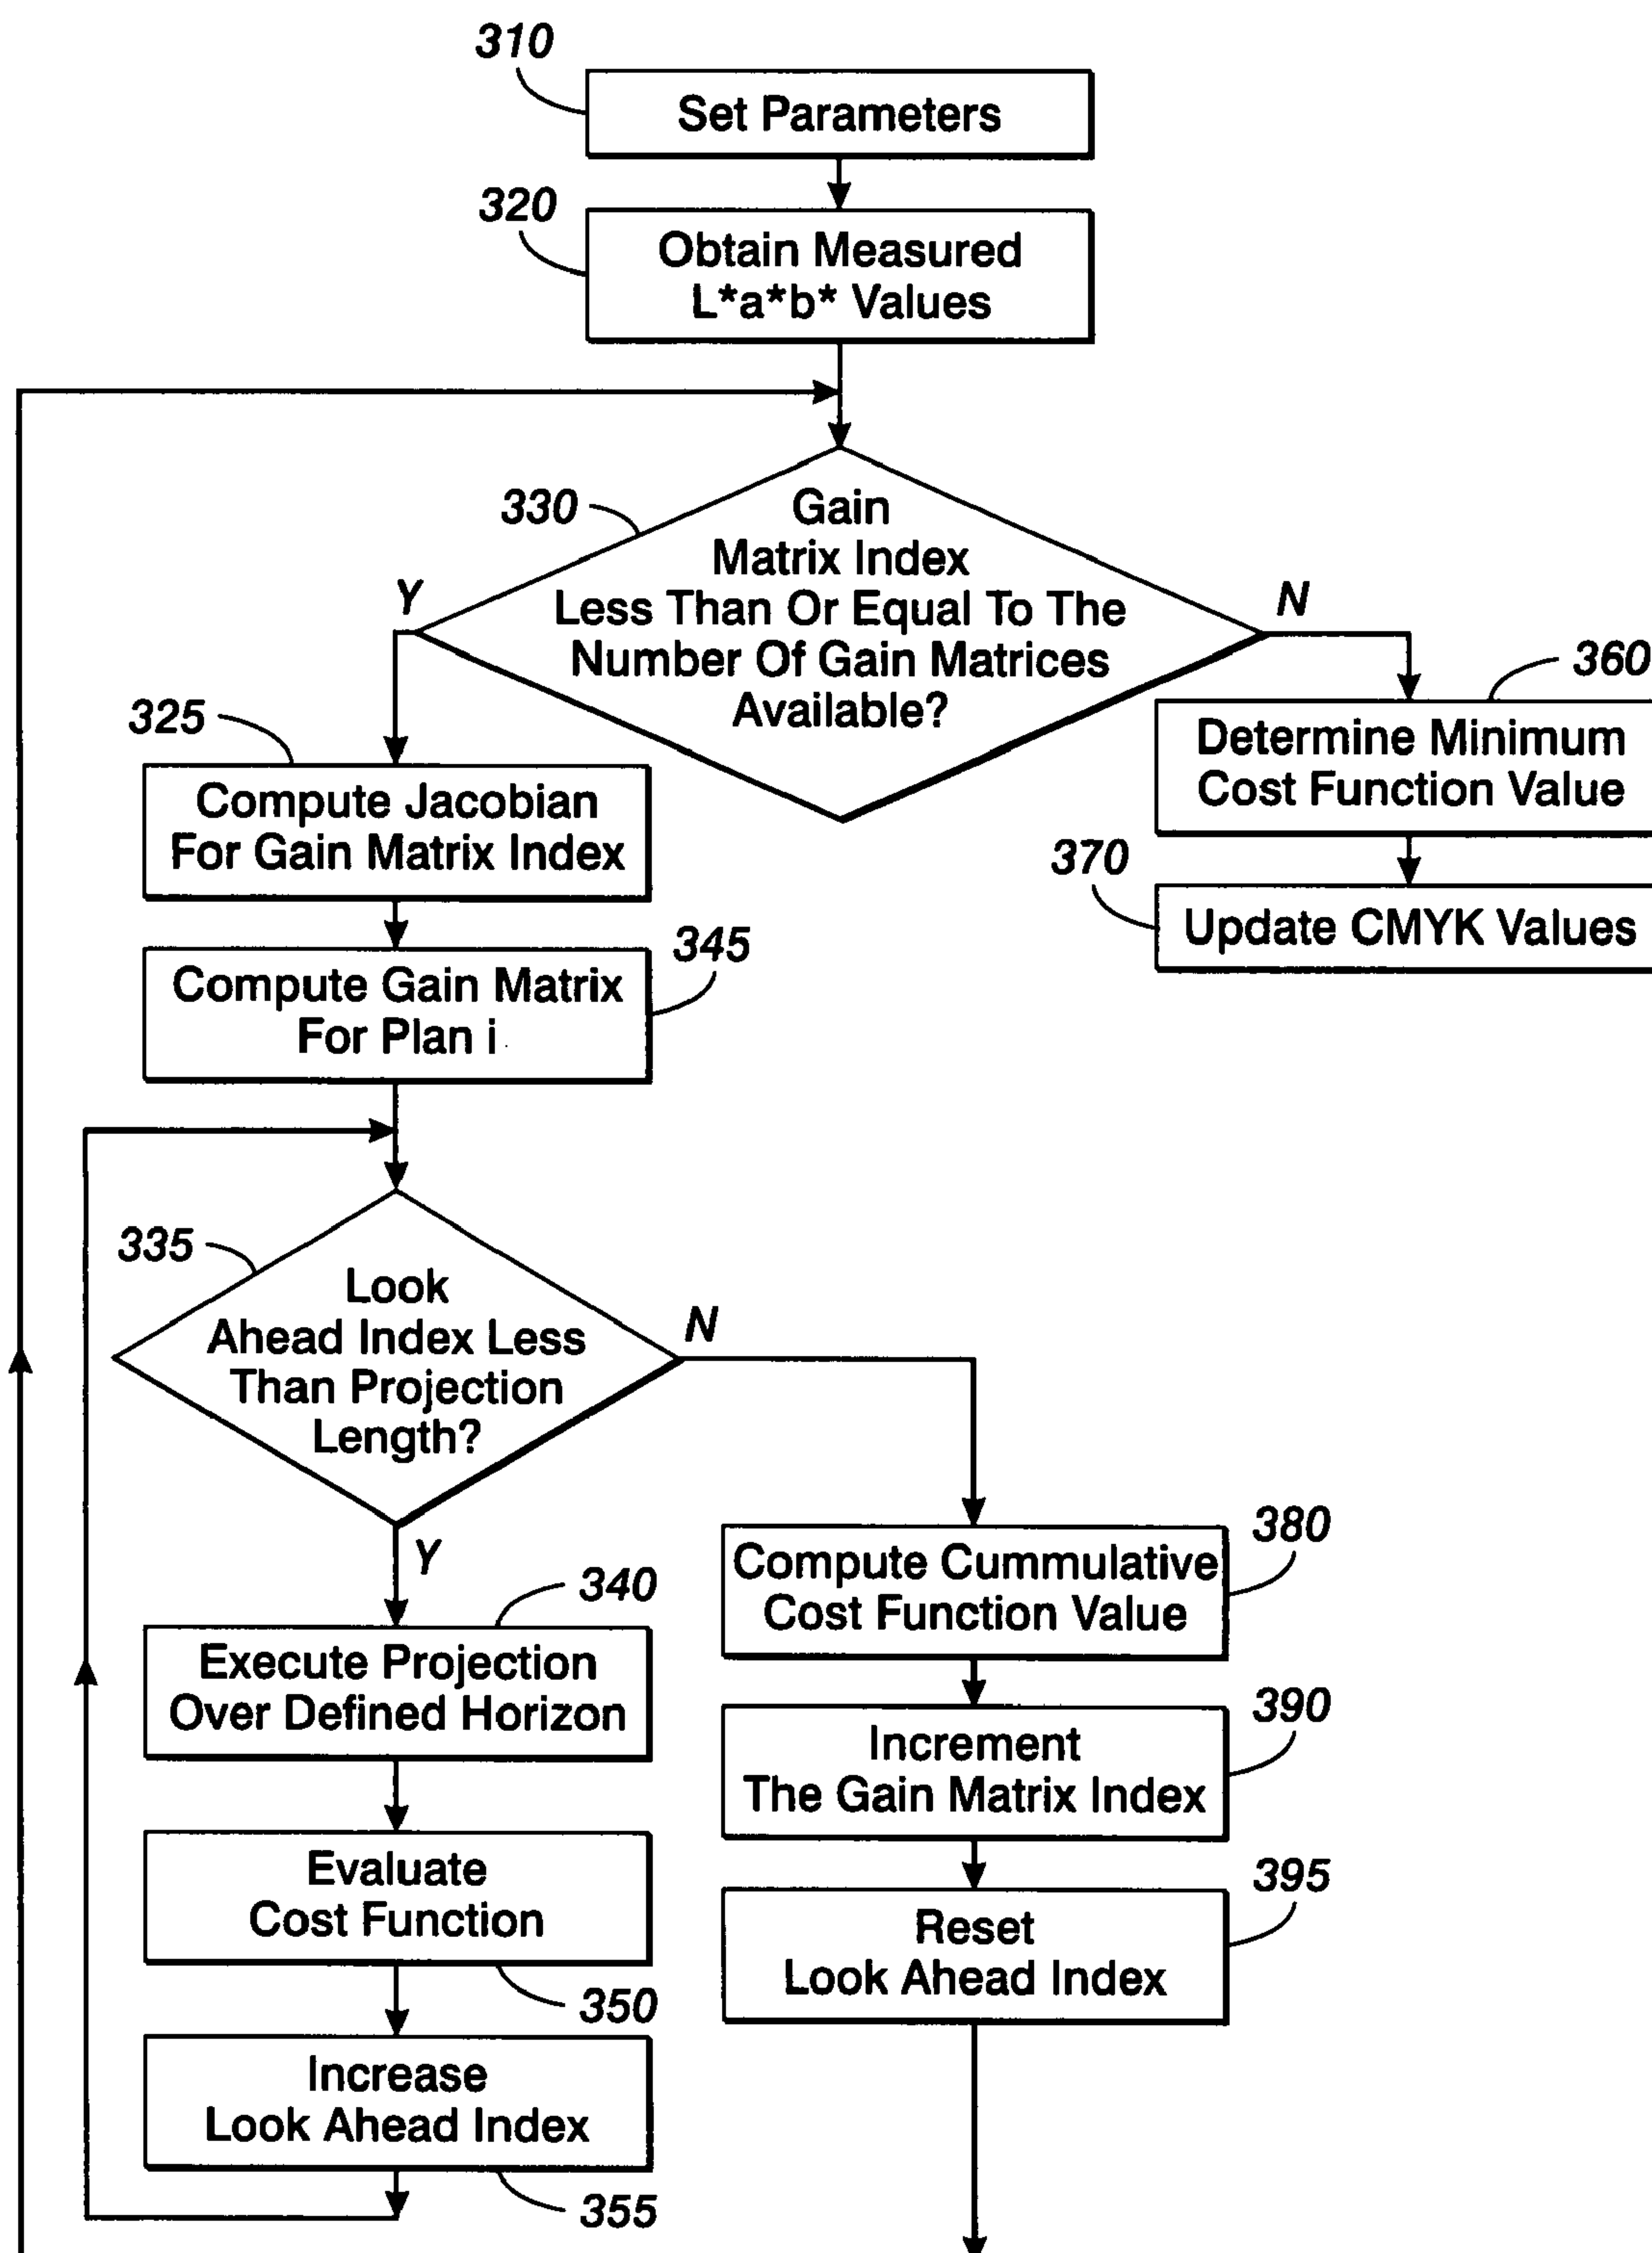 310
Set Parameters
320
Obtain Measured
L*a*b* Values
330
Gain
Matrix Index
Less Than Or Equal To The
Number Of Gain Matrices
Available?
Y
N
360
Determine Minimum
Cost Function Value
370
Update CMYK Values
325
Compute Jacobian
For Gain Matrix Index
345
Compute Gain Matrix
For Plan i
335
Look
Ahead Index Less
Than Projection
Length?
N
Y
340
Execute Projection
Over Defined Horizon
Evaluate
Cost Function
350
Increase
Look Ahead Index
355
380
Compute Cummulative
Cost Function Value
390
Increment
The Gain Matrix Index
395
Reset
Look Ahead Index